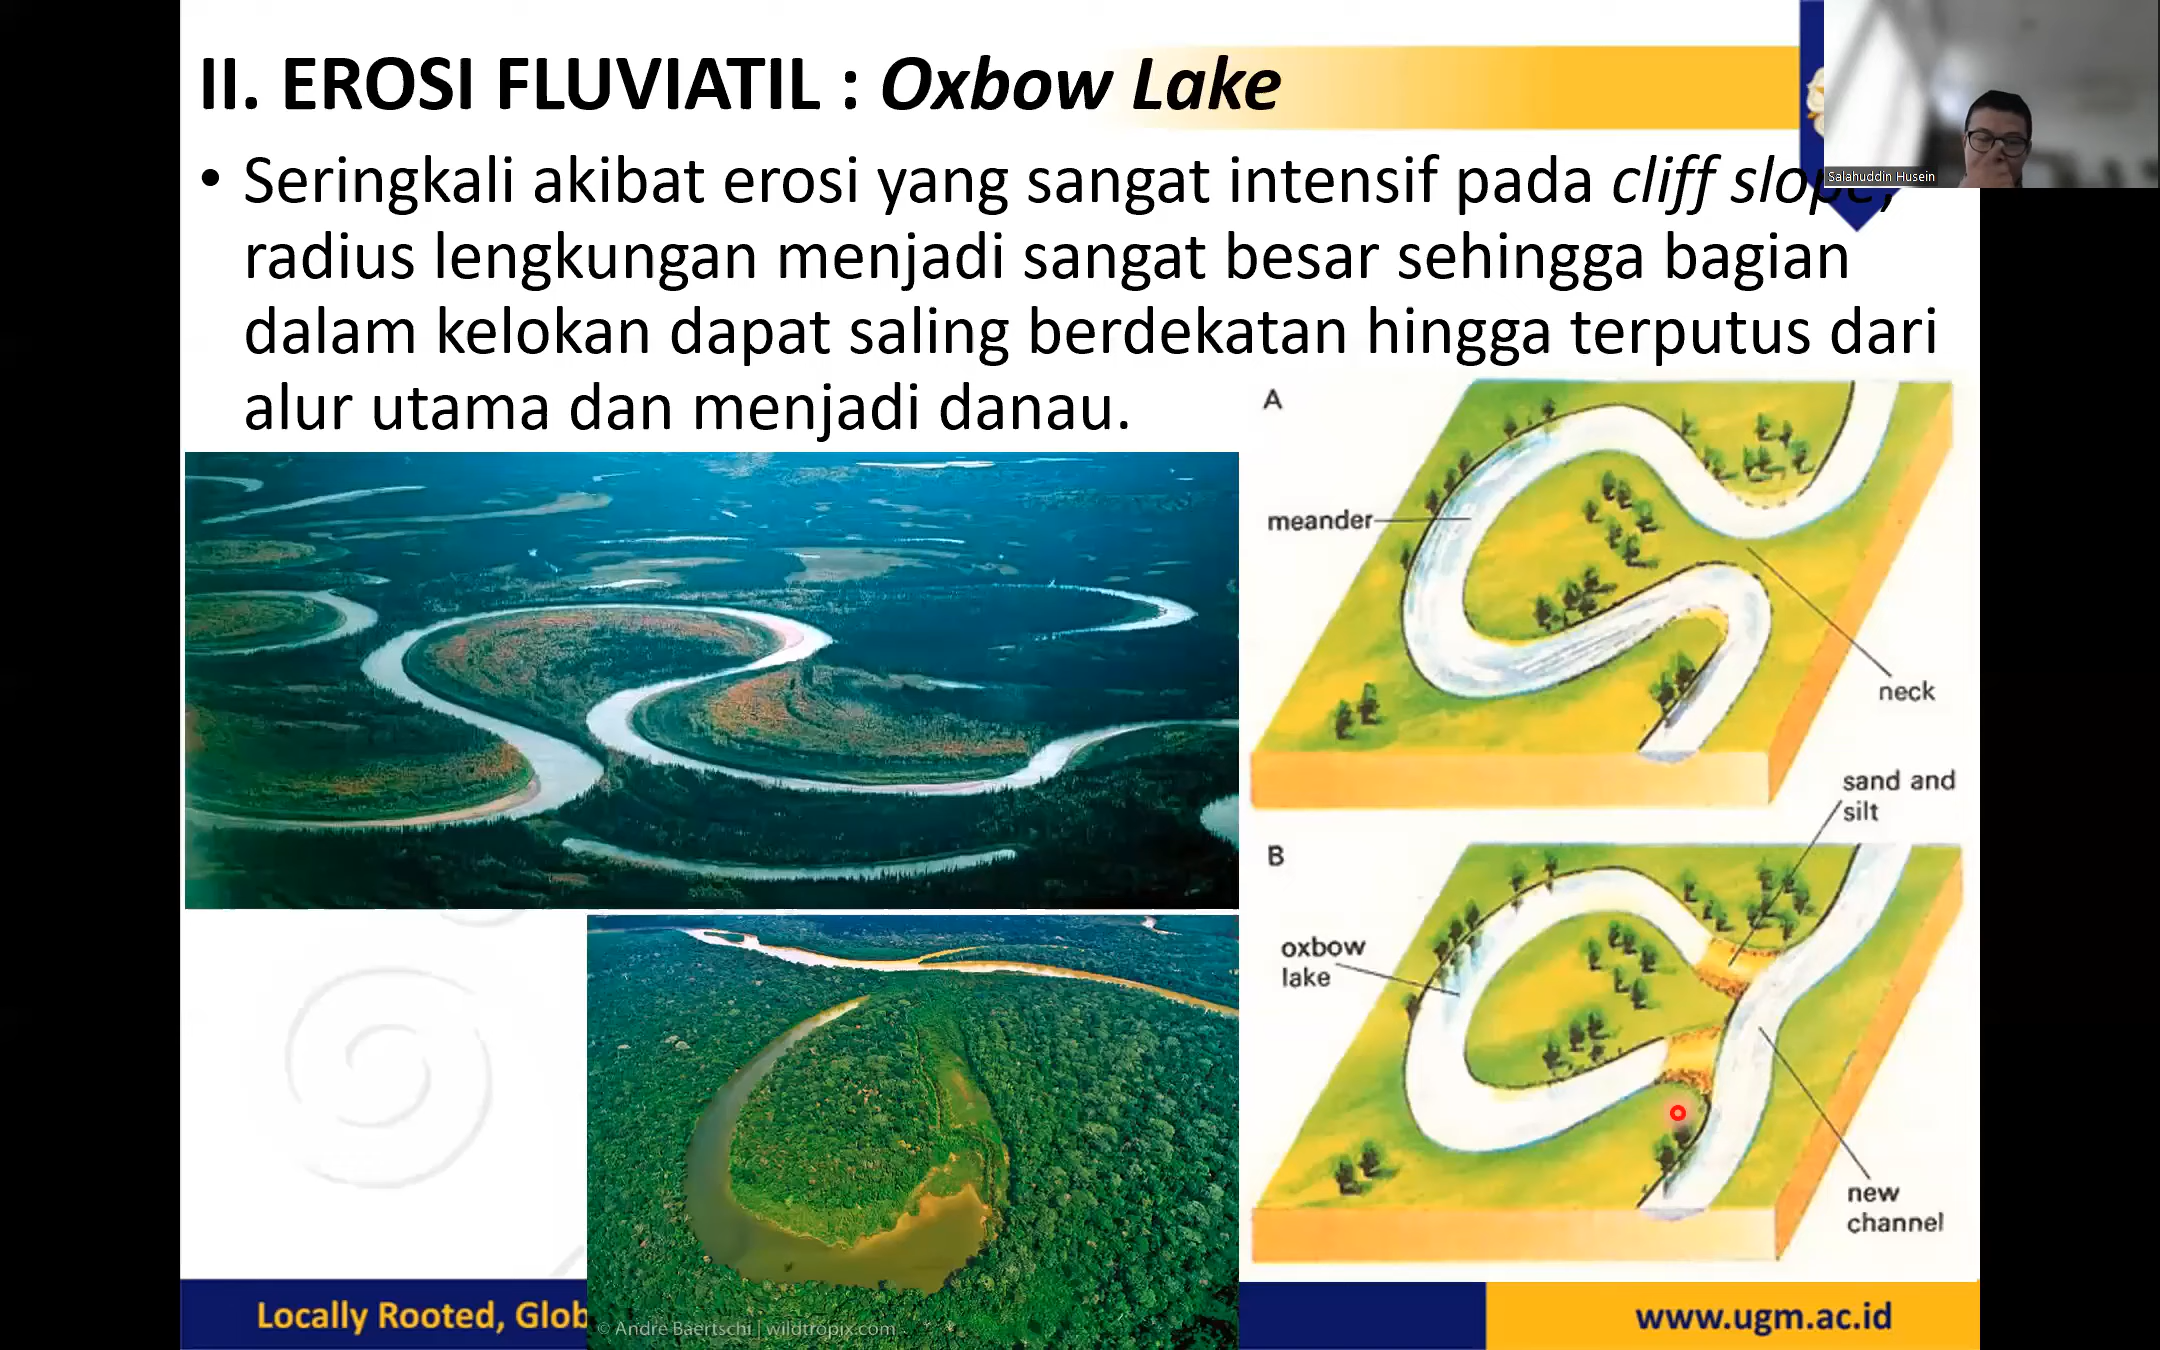 II. EROSI FLUVIATIL : Oxbow Lake
Salahuddin Husein
• Seringkali akibat erosi yang sangat intensif pada cliff slope,
radius lengkungan menjadi sangat besar sehingga bagian
dalam kelokan dapat saling berdekatan hingga terputus dari
alur utama dan menjadi danau.
A
meander
neck
sand and
silt
B
oxbow
lake
new
channel
© André Baertschi | wildtropix.com
Locally Rooted,
www.ugm.ac.id